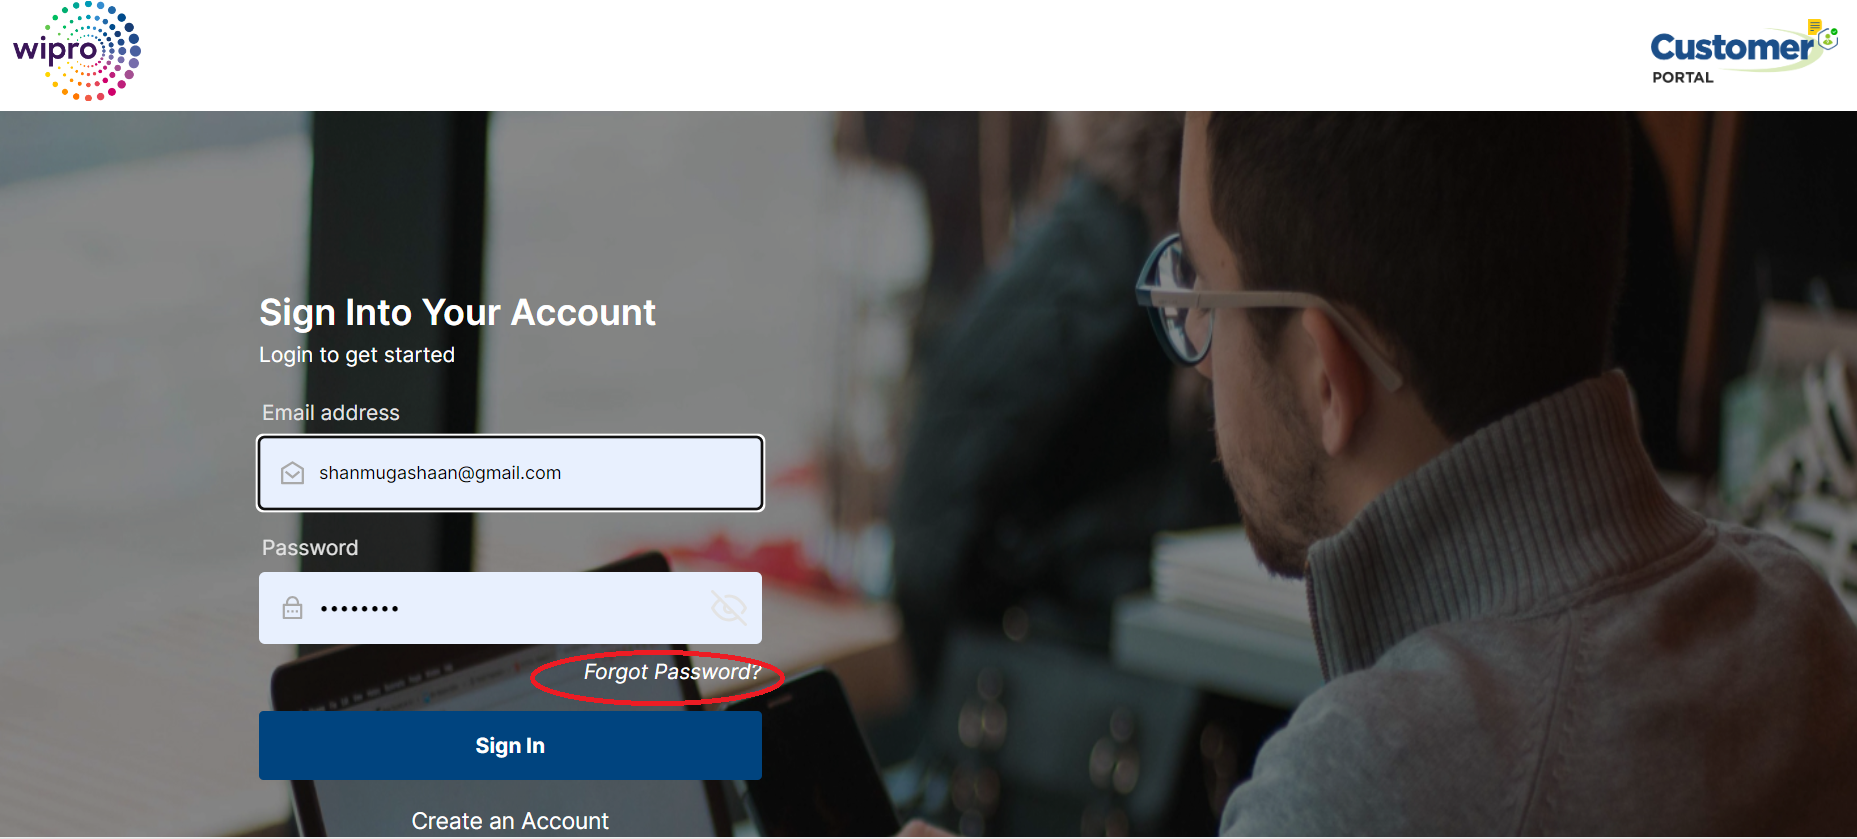 wipro
Customer
PORTAL
Sign Into Your Account
Login to get started
Email address
shanmugashaan@gmail.com
Password
••••••••
Forgot Password?
Sign In
Create an Account